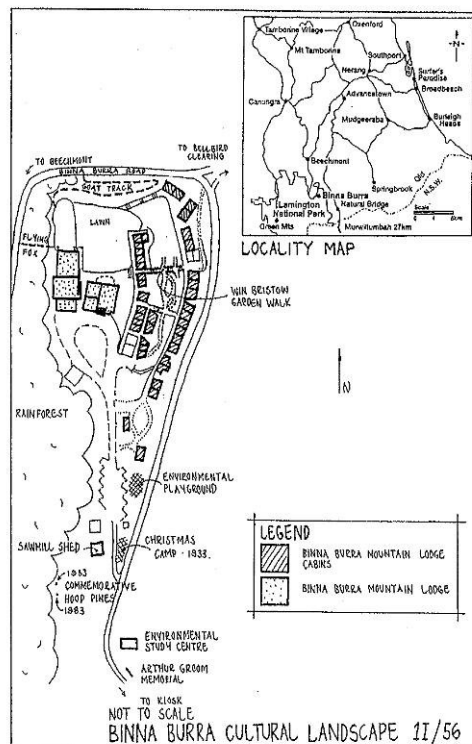 Tamborine Village
Oxenford
-N-
Mt Tamborine
Southport
Nerang
Surfer's
Paradise
Broadbeach
Canungra
Advancetown
Mudgeeraba
Burleigh
Heads
Beechmont
Binna Burra
Springbrook
Lamington
National Park
Natural Bridge
Qld
N.S.W.
Green Mts
Murwillumbah 27km
Scale
LOCALITY MAP
TO BEECHMONT
TO BELLBIRD
CLEARING
BINNA BURRA ROAD
GOAT TRACK
LAWN
FLYING
FOX
WIN BRISTOW
GARDEN WALK
N
RAINFOREST
ENVIRONMENTAL
PLAYGROUND
SAWMILL SHED
CHRISTMAS
CAMP - 1933.
1933
COMMEMORATIVE
HOOP PINES
1983
LEGEND
BINNA BURRA MOUNTAIN LODGE
CABINS
BINNA BURRA MOUNTAIN LODGE
ENVIRONMENTAL
STUDY CENTRE
ARTHUR GROOM
MEMORIAL
TO KIOSK
NOT TO SCALE
BINNA BURRA CULTURAL LANDSCAPE 1I/56